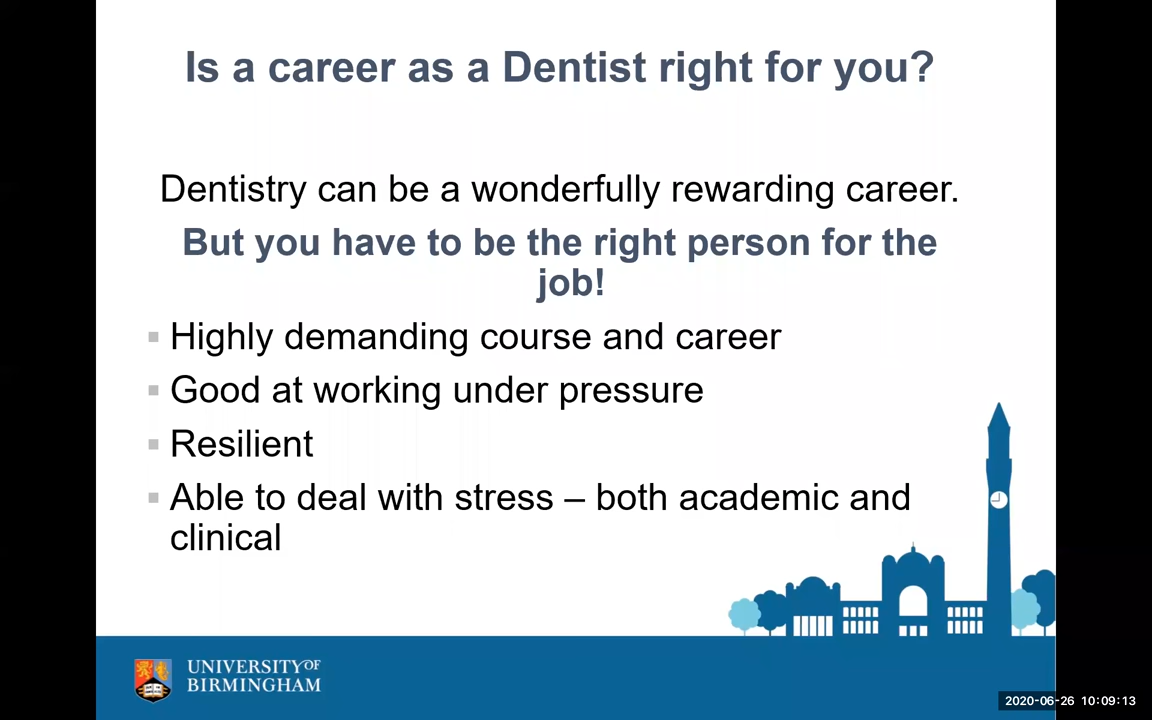 Is a career as a Dentist right for you?
Dentistry can be a wonderfully rewarding career.
But you have to be the right person for the
job!
Highly demanding course and career
Good at working under pressure
Resilient
Able to deal with stress – both academic and
clinical
UNIVERSITY OF
BIRMINGHAM
2020-06-26 10:09:13